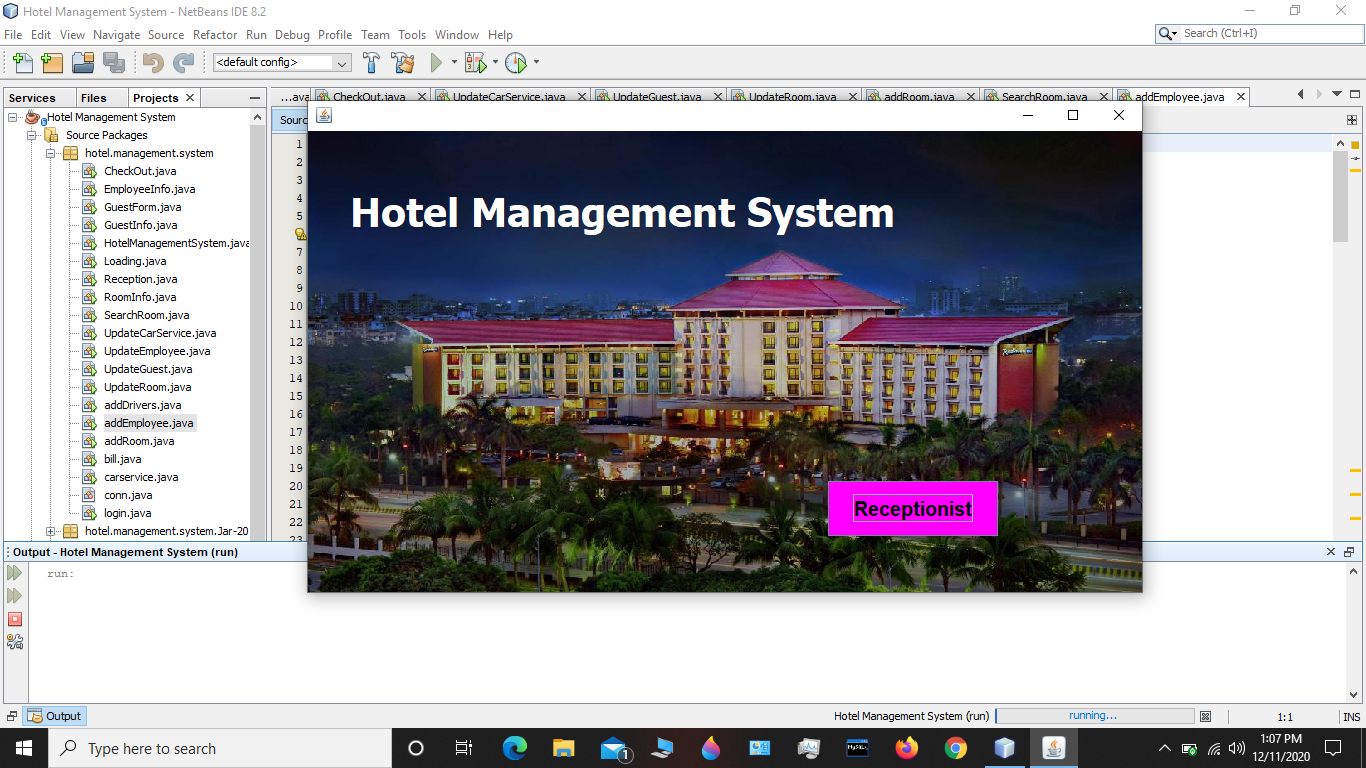 Hotel Management System - NetBeans IDE 8.2
File Edit View Navigate Source Refactor Run Debug Profile Team Tools Window Help
Search (Ctrl+I)
<default config>
Services Files Projects
...ava CheckOut.java UpdateCarService.java UpdateGuest.java UpdateRoom.java addRoom.java SearchRoom.java addEmployee.java
Hotel Management System
Source Packages
hotel.management.system
CheckOut.java
EmployeeInfo.java
GuestForm.java
GuestInfo.java
HotelManagementSystem.java
Loading.java
Reception.java
RoomInfo.java
SearchRoom.java
UpdateCarService.java
UpdateEmployee.java
UpdateGuest.java
UpdateRoom.java
addDrivers.java
addEmployee.java
addRoom.java
bill.java
carservice.java
conn.java
login.java
hotel.management.system.Jar-20
Sourc
1
2
3
4
5
7
8
9
10
11
12
13
14
15
16
17
18
19
20
21
22
23
Hotel Management System
Receptionist
Output - Hotel Management System (run)
run:
Output
Hotel Management System (run) running... 1:1 INS
Type here to search
1
MySQL
1:07 PM
12/11/2020